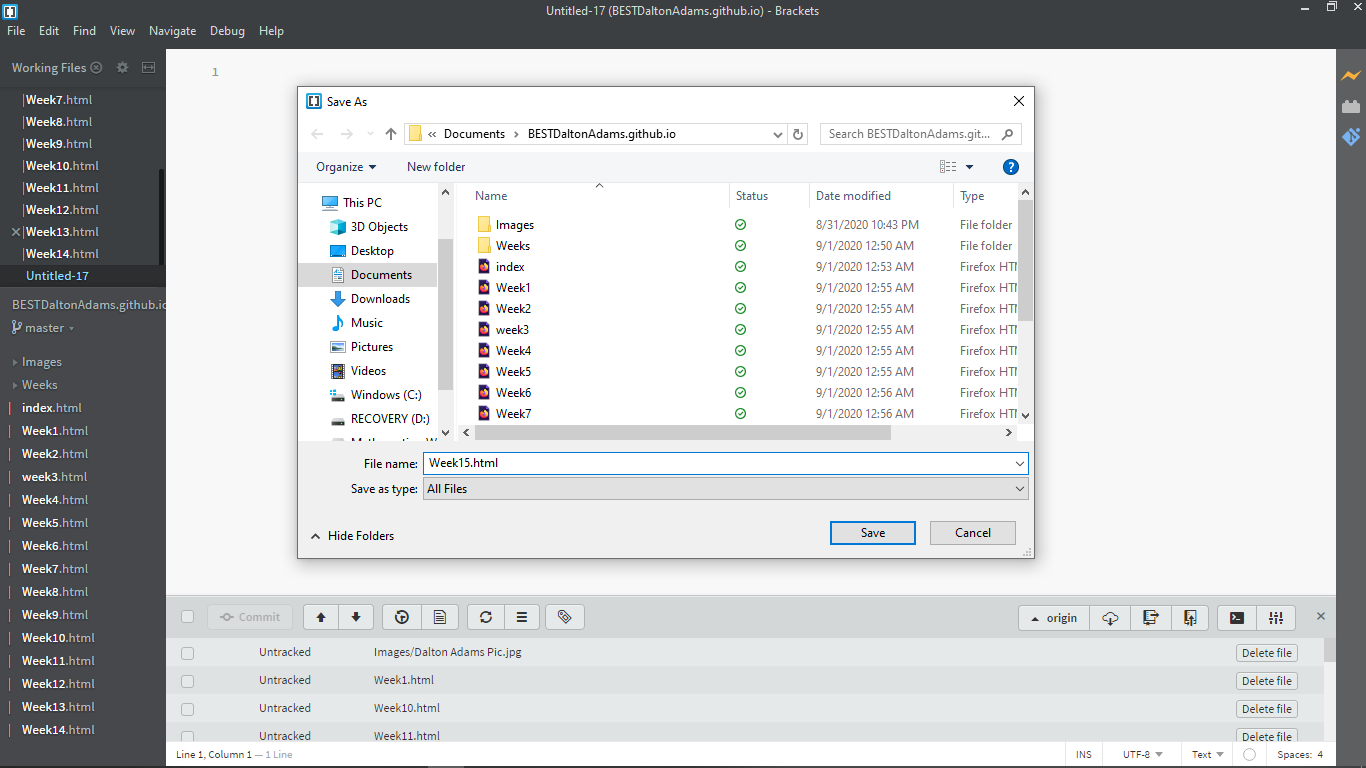 Untitled-17 (BESTDaltonAdams.github.io) - Brackets
File Edit Find View Navigate Debug Help
Working Files
Week7.html
Week8.html
Week9.html
Week10.html
Week11.html
Week12.html
Week13.html
Week14.html
Untitled-17
BESTDaltonAdams.github.io
master
Images
Weeks
index.html
Week1.html
Week2.html
week3.html
Week4.html
Week5.html
Week6.html
Week7.html
Week8.html
Week9.html
Week10.html
Week11.html
Week12.html
Week13.html
Week14.html
1
Save As
« Documents › BESTDaltonAdams.github.io
Search BESTDaltonAdams.git...
Organize New folder
This PC
3D Objects
Desktop
Documents
Downloads
Music
Pictures
Videos
Windows (C:)
RECOVERY (D:)
Name Status Date modified Type
Images 8/31/2020 10:43 PM File folder
Weeks 9/1/2020 12:50 AM File folder
index 9/1/2020 12:53 AM Firefox HT
Week1 9/1/2020 12:55 AM Firefox HT
Week2 9/1/2020 12:55 AM Firefox HT
week3 9/1/2020 12:55 AM Firefox HT
Week4 9/1/2020 12:55 AM Firefox HT
Week5 9/1/2020 12:55 AM Firefox HT
Week6 9/1/2020 12:56 AM Firefox HT
Week7 9/1/2020 12:56 AM Firefox HT
File name: Week15.html
Save as type: All Files
Hide Folders
Save Cancel
Commit origin
Untracked Images/Dalton Adams Pic.jpg Delete file
Untracked Week1.html Delete file
Untracked Week10.html Delete file
Untracked Week11.html Delete file
Line 1, Column 1 — 1 Line
INS UTF-8 Text Spaces: 4